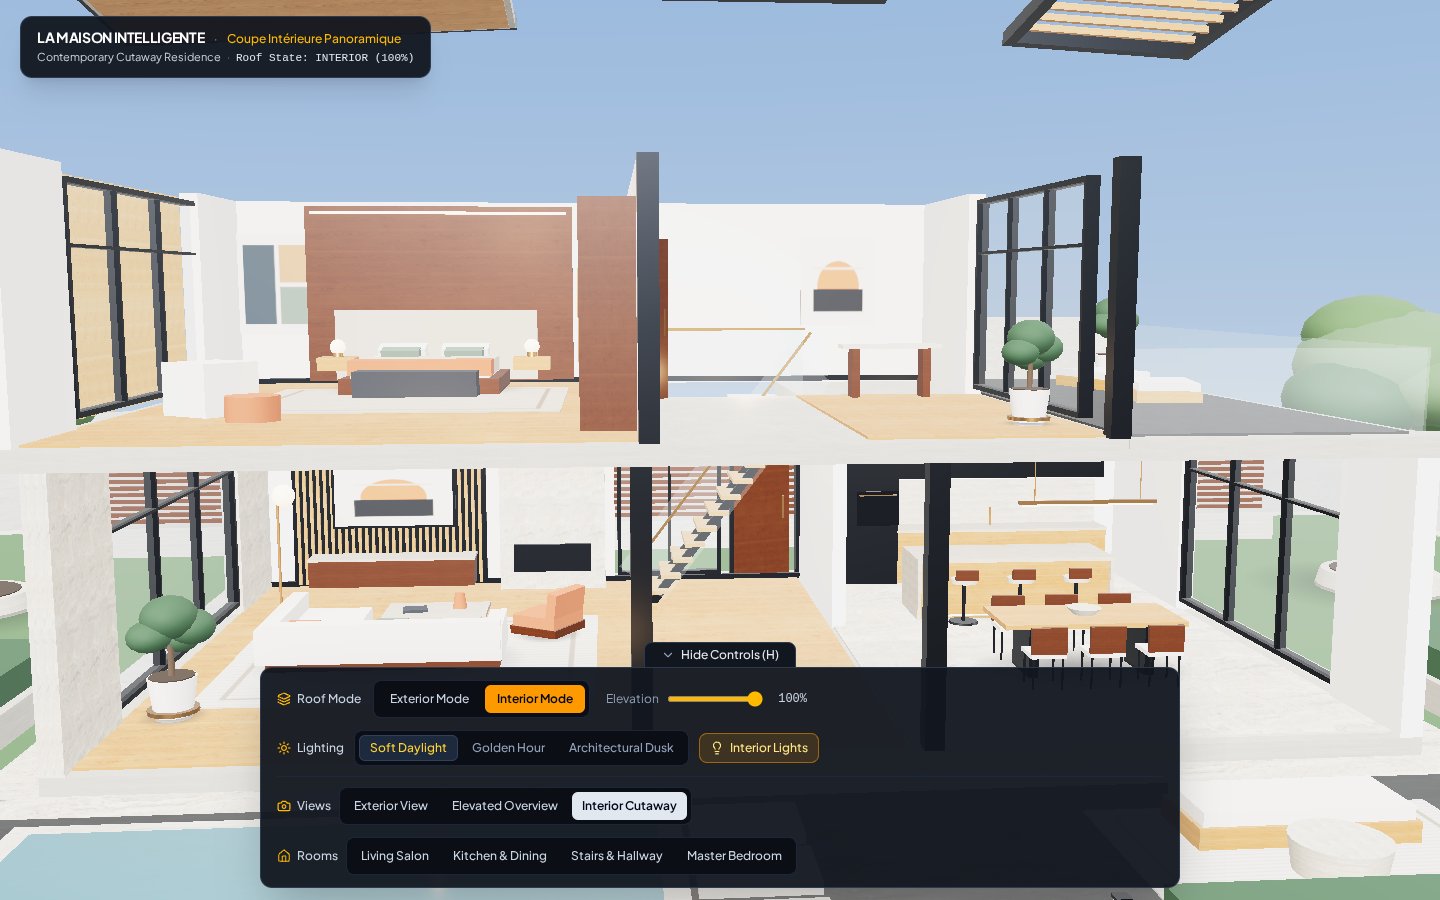 LA MAISON INTELLIGENTE · Coupe Intérieure Panoramique
Contemporary Cutaway Residence · Roof State: INTERIOR (100%)
Hide Controls (H)
Roof Mode Exterior Mode Interior Mode Elevation 100%
Lighting Soft Daylight Golden Hour Architectural Dusk Interior Lights
Views Exterior View Elevated Overview Interior Cutaway
Rooms Living Salon Kitchen & Dining Stairs & Hallway Master Bedroom